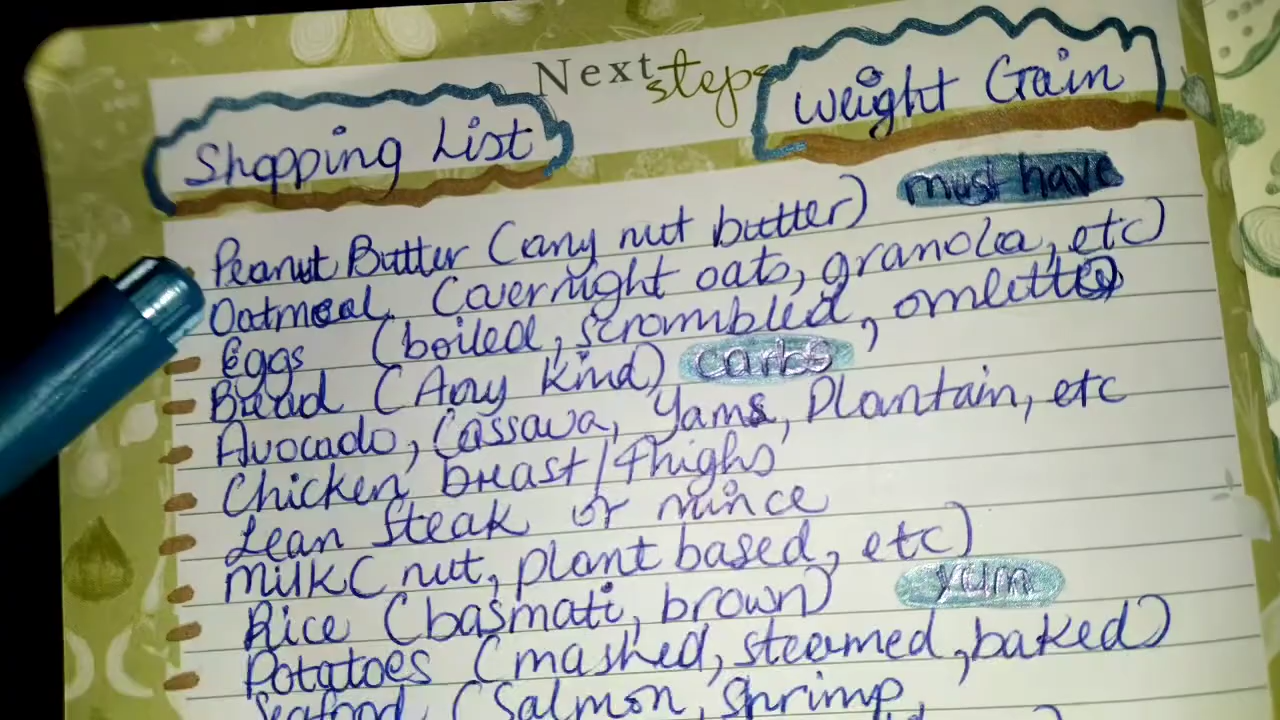 Next steps
Shopping List
Weight Gain
Peanut Butter (any nut butter) must have
Oatmeal (overnight oats, granola, etc)
Eggs (boiled, scrambled, omlette)
Bread (Any kind) carbs
Avocado, Cassava, Yams, Plantain, etc
Chicken breast/thighs
Lean steak or mince
Milk (nut, plant based, etc)
Rice (basmati, brown) yum
Potatoes (mashed, steamed, baked)
Seafood (Salmon, shrimp,